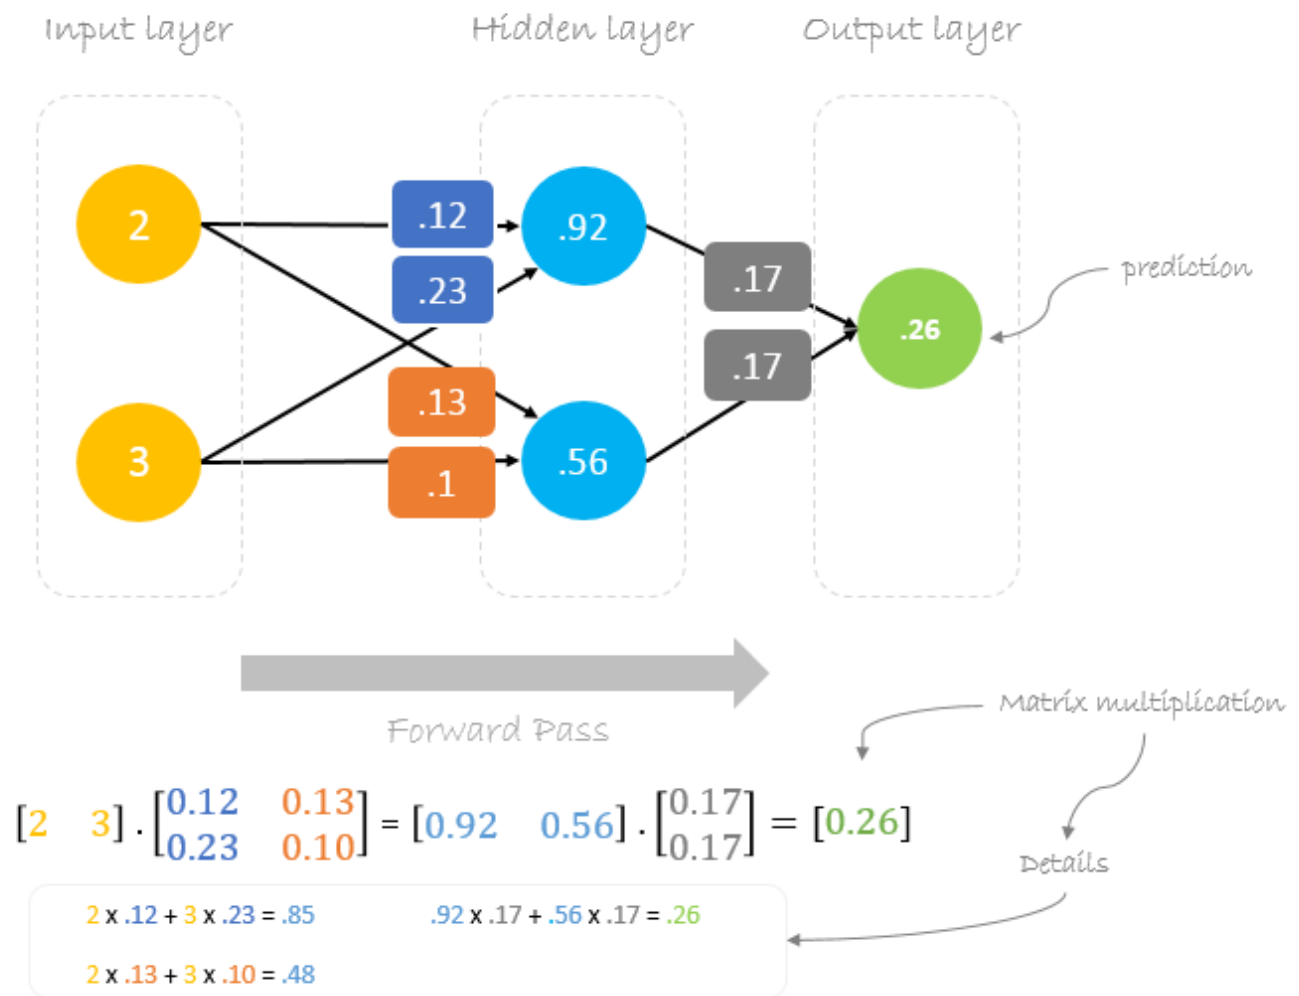 Input layer
Hidden layer
Output layer
2
.12
.92
.23
.17
prediction
.26
.17
.13
3
.1
.56
Forward Pass
Matrix multiplication
[2 3] . [0.12 0.13
0.23 0.10] = [0.92 0.56] . [0.17
0.17] = [0.26]
Details
2 x .12 + 3 x .23 = .85
.92 x .17 + .56 x .17 = .26
2 x .13 + 3 x .10 = .48